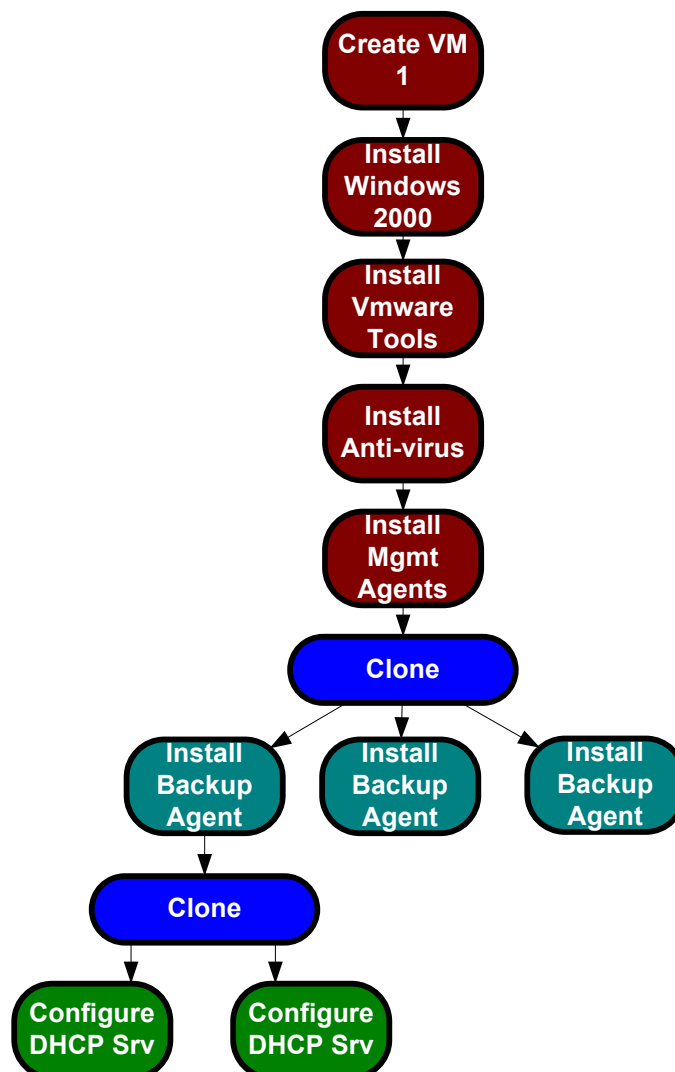 Create VM
1
Install
Windows
2000
Install
Vmware
Tools
Install
Anti-virus
Install
Mgmt
Agents
Clone
Install
Backup
Agent
Install
Backup
Agent
Install
Backup
Agent
Clone
Configure
DHCP Srv
Configure
DHCP Srv